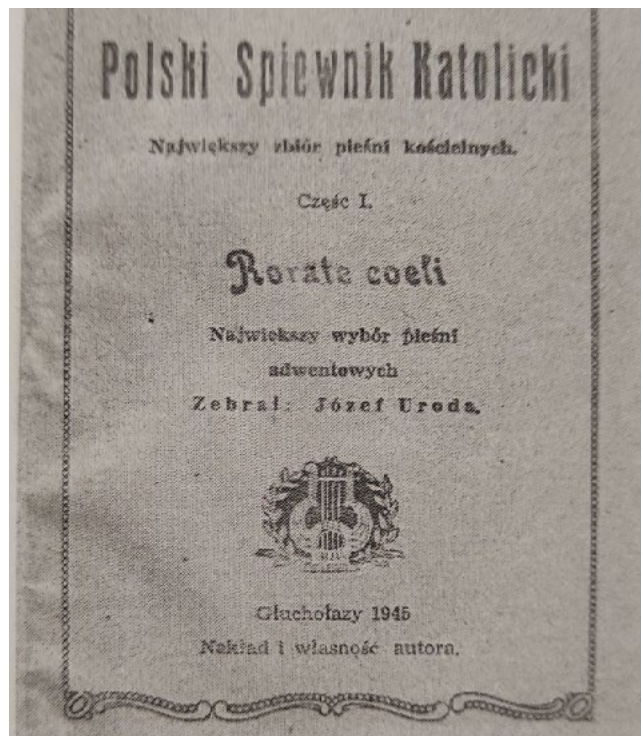 Polski Spiewnik Katolicki
Największy zbiór pieśni kościelnych.
Część I.
Rorate coeli
Największy wybór pieśni
adwentowych
Zebrał: Józef Uroda.
Głuchołazy 1945
Nakład i własność autora.